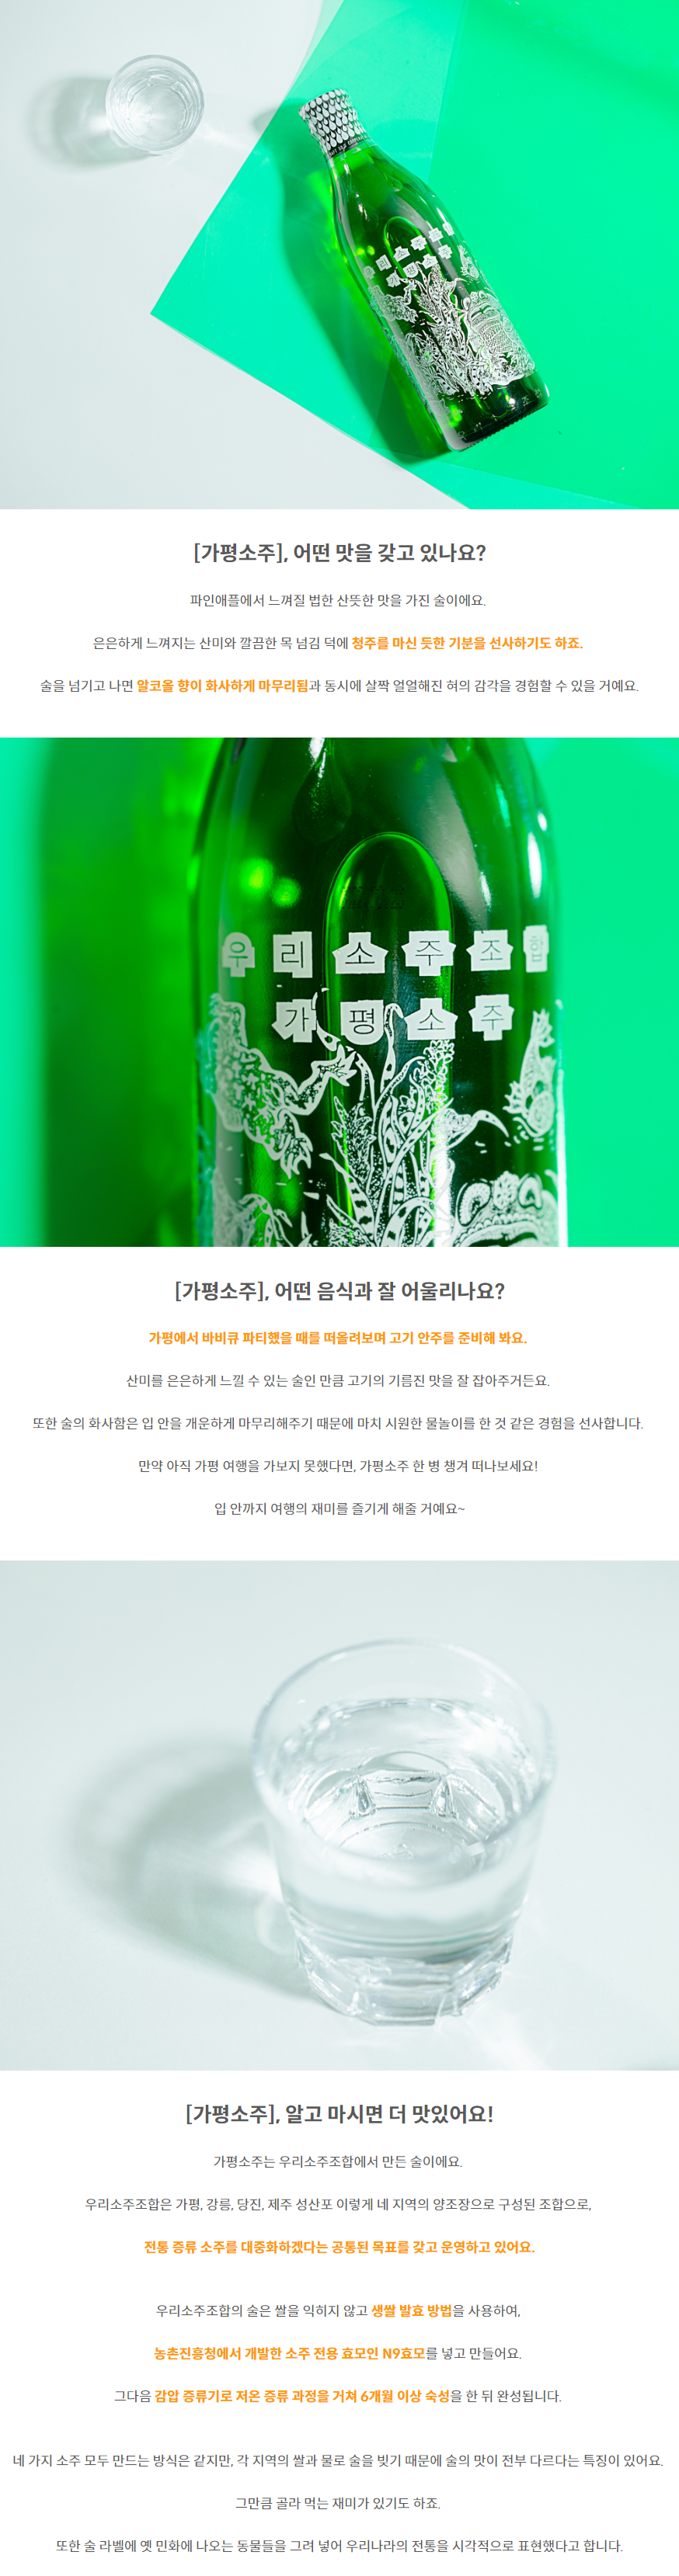 우리소주조합
가평소주
[가평소주], 어떤 맛을 갖고 있나요?
파인애플에서 느껴질 법한 산뜻한 맛을 가진 술이에요.
은은하게 느껴지는 산미와 깔끔한 목 넘김 덕에 청주를 마신 듯한 기분을 선사하기도 하죠.
술을 넘기고 나면 알코올 향이 화사하게 마무리됨과 동시에 살짝 얼얼해진 혀의 감각을 경험할 수 있을 거예요.
우리소주조합
가평소주
[가평소주], 어떤 음식과 잘 어울리나요?
가평에서 바비큐 파티했을 때를 떠올려보며 고기 안주를 준비해 봐요.
산미를 은은하게 느낄 수 있는 술인 만큼 고기의 기름진 맛을 잘 잡아주거든요.
또한 술의 화사함은 입 안을 개운하게 마무리해주기 때문에 마치 시원한 물놀이를 한 것 같은 경험을 선사합니다.
만약 아직 가평 여행을 가보지 못했다면, 가평소주 한 병 챙겨 떠나보세요!
입 안까지 여행의 재미를 즐기게 해줄 거예요~
[가평소주], 알고 마시면 더 맛있어요!
가평소주는 우리소주조합에서 만든 술이에요.
우리소주조합은 가평, 강릉, 당진, 제주 성산포 이렇게 네 지역의 양조장으로 구성된 조합으로,
전통 증류 소주를 대중화하겠다는 공통된 목표를 갖고 운영하고 있어요.
우리소주조합의 술은 쌀을 익히지 않고 생쌀 발효 방법을 사용하여,
농촌진흥청에서 개발한 소주 전용 효모인 N9효모를 넣고 만들어요.
그다음 감압 증류기로 저온 증류 과정을 거쳐 6개월 이상 숙성을 한 뒤 완성됩니다.
네 가지 소주 모두 만드는 방식은 같지만, 각 지역의 쌀과 물로 술을 빚기 때문에 술의 맛이 전부 다르다는 특징이 있어요.
그만큼 골라 먹는 재미가 있기도 하죠.
또한 술 라벨에 옛 민화에 나오는 동물들을 그려 넣어 우리나라의 전통을 시각적으로 표현했다고 합니다.